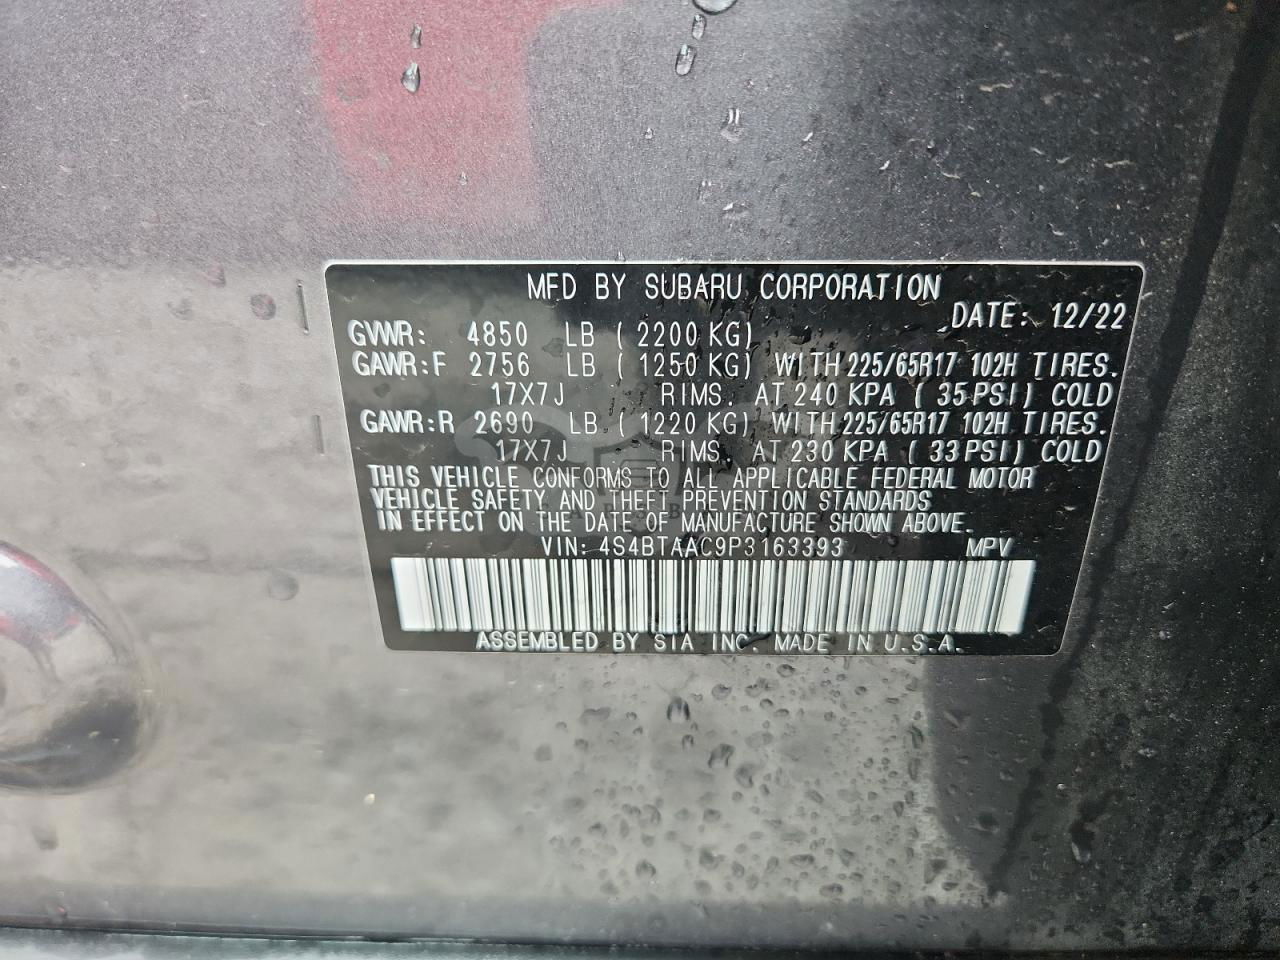 MFD BY SUBARU CORPORATION
DATE: 12/22
GVWR: 4850 LB ( 2200 KG)
GAWR:F 2756 LB ( 1250 KG) WITH 225/65R17 102H TIRES.
17X7J RIMS. AT 240 KPA ( 35 PSI) COLD
GAWR:R 2690 LB ( 1220 KG) WITH 225/65R17 102H TIRES.
17X7J RIMS. AT 230 KPA ( 33 PSI) COLD
THIS VEHICLE CONFORMS TO ALL APPLICABLE FEDERAL MOTOR
VEHICLE SAFETY AND THEFT PREVENTION STANDARDS
IN EFFECT ON THE DATE OF MANUFACTURE SHOWN ABOVE.
VIN: 4S4BTAAC9P3163393 MPV
ASSEMBLED BY SIA INC. MADE IN U.S.A.